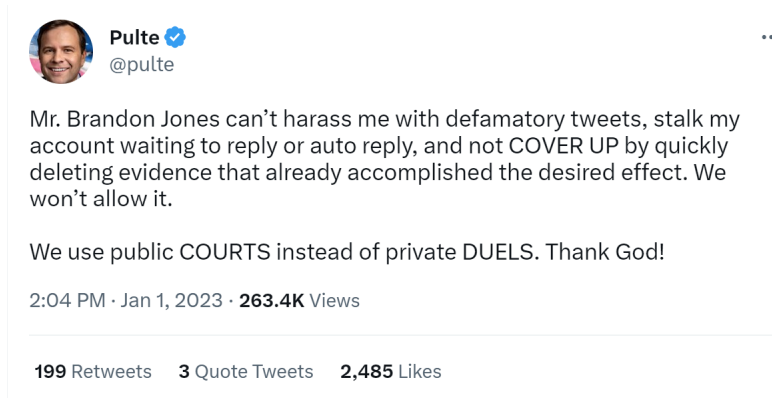 Pulte
@pulte
Mr. Brandon Jones can’t harass me with defamatory tweets, stalk my
account waiting to reply or auto reply, and not COVER UP by quickly
deleting evidence that already accomplished the desired effect. We
won’t allow it.
We use public COURTS instead of private DUELS. Thank God!
2:04 PM · Jan 1, 2023 · 263.4K Views
199 Retweets 3 Quote Tweets 2,485 Likes